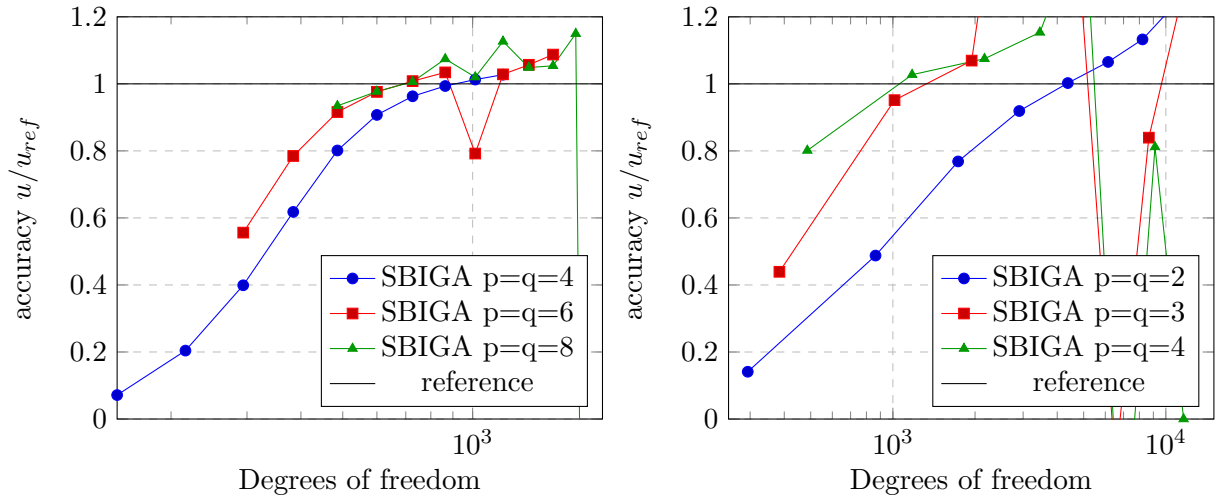 1.2
1
0.8
0.6
0.4
0.2
0
accuracy u/u_ref
10^3
Degrees of freedom
SBIGA p=q=4
SBIGA p=q=6
SBIGA p=q=8
reference
1.2
1
0.8
0.6
0.4
0.2
0
accuracy u/u_ref
10^3
10^4
Degrees of freedom
SBIGA p=q=2
SBIGA p=q=3
SBIGA p=q=4
reference